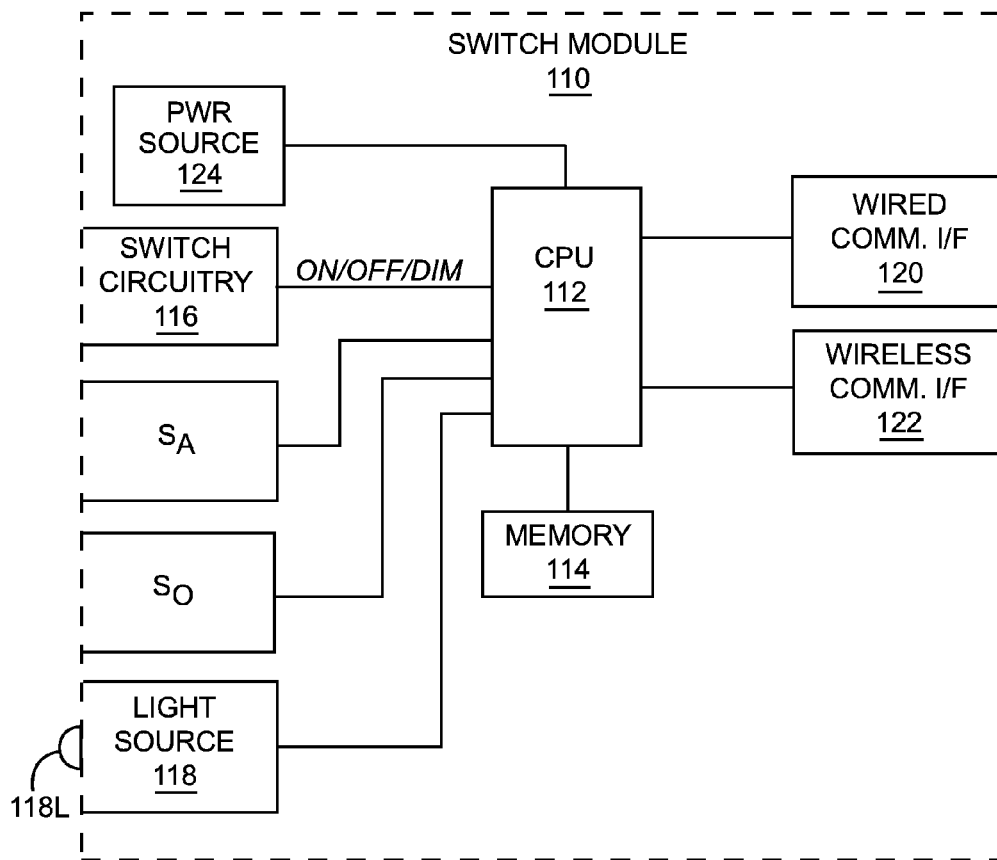 SWITCH MODULE
110
PWR
SOURCE
124
SWITCH
CIRCUITRY
116
ON/OFF/DIM
CPU
112
WIRED
COMM. I/F
120
WIRELESS
COMM. I/F
122
SA
MEMORY
114
SO
LIGHT
SOURCE
118
118L